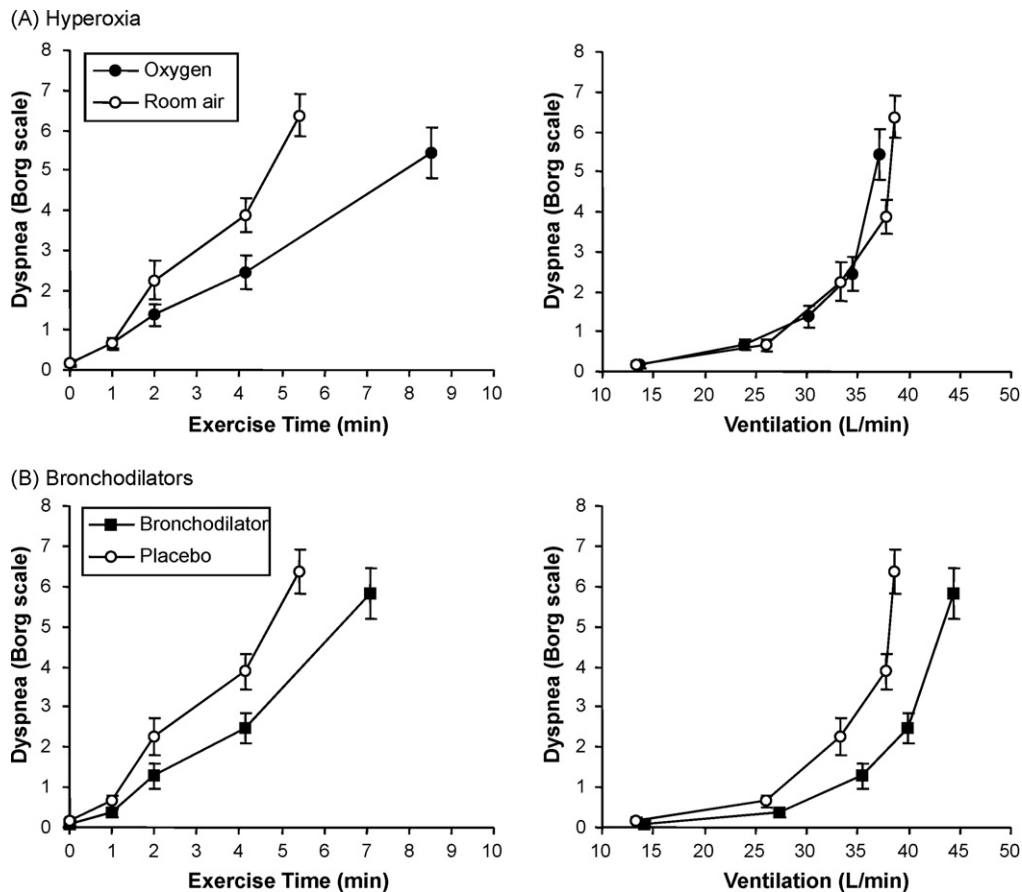 (A) Hyperoxia
Dyspnea (Borg scale)
8
7
6
5
4
3
2
1
0
Oxygen
Room air
0 1 2 3 4 5 6 7 8 9 10
Exercise Time (min)
Dyspnea (Borg scale)
8
7
6
5
4
3
2
1
0
10 15 20 25 30 35 40 45 50
Ventilation (L/min)
(B) Bronchodilators
Dyspnea (Borg scale)
8
7
6
5
4
3
2
1
0
Bronchodilator
Placebo
0 1 2 3 4 5 6 7 8 9 10
Exercise Time (min)
Dyspnea (Borg scale)
8
7
6
5
4
3
2
1
0
10 15 20 25 30 35 40 45 50
Ventilation (L/min)